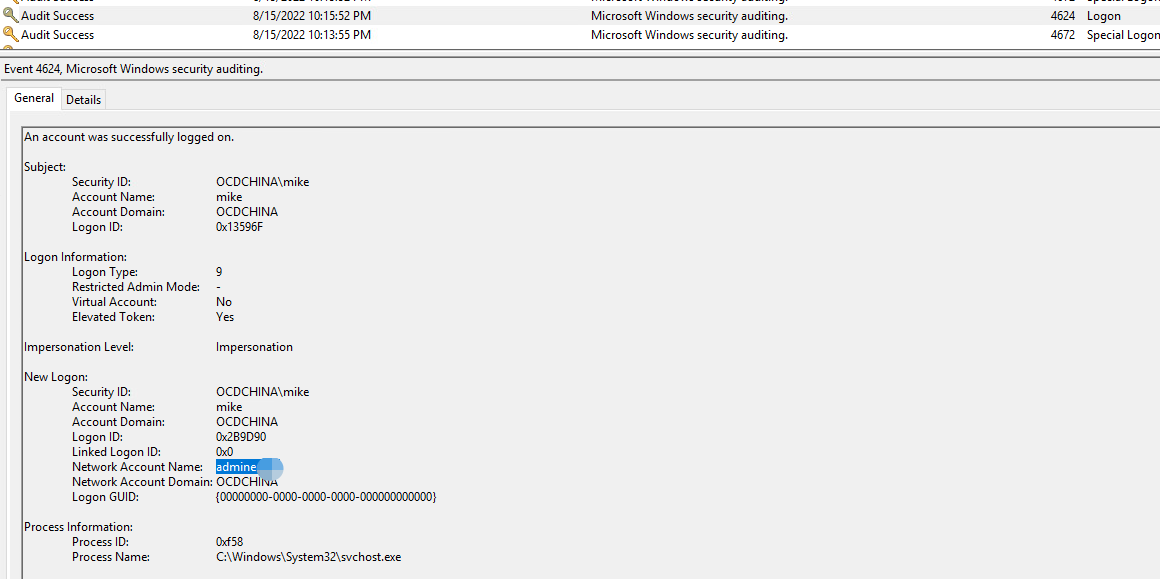 Audit Success 8/15/2022 10:15:52 PM Microsoft Windows security auditing. 4624 Logon
Audit Success 8/15/2022 10:13:55 PM Microsoft Windows security auditing. 4672 Special Logon
Event 4624, Microsoft Windows security auditing.
General Details
An account was successfully logged on.
Subject:
Security ID: OCDCHINA\mike
Account Name: mike
Account Domain: OCDCHINA
Logon ID: 0x13596F
Logon Information:
Logon Type: 9
Restricted Admin Mode: -
Virtual Account: No
Elevated Token: Yes
Impersonation Level: Impersonation
New Logon:
Security ID: OCDCHINA\mike
Account Name: mike
Account Domain: OCDCHINA
Logon ID: 0x2B9D90
Linked Logon ID: 0x0
Network Account Name: admine
Network Account Domain: OCDCHINA
Logon GUID: {00000000-0000-0000-0000-000000000000}
Process Information:
Process ID: 0xf58
Process Name: C:\Windows\System32\svchost.exe